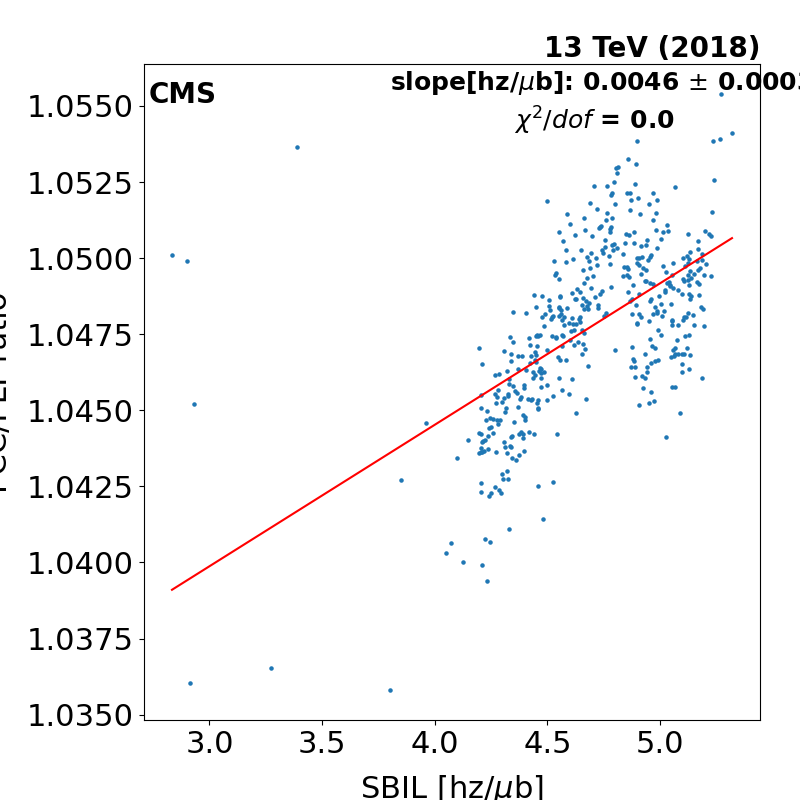 13 TeV (2018)
CMS
slope[hz/μb]: 0.0046 ± 0.000
χ²/dof = 0.0
1.0550
1.0525
1.0500
1.0475
1.0450
1.0425
1.0400
1.0375
1.0350
ratio
3.0 3.5 4.0 4.5 5.0
SBIL [hz/μb]